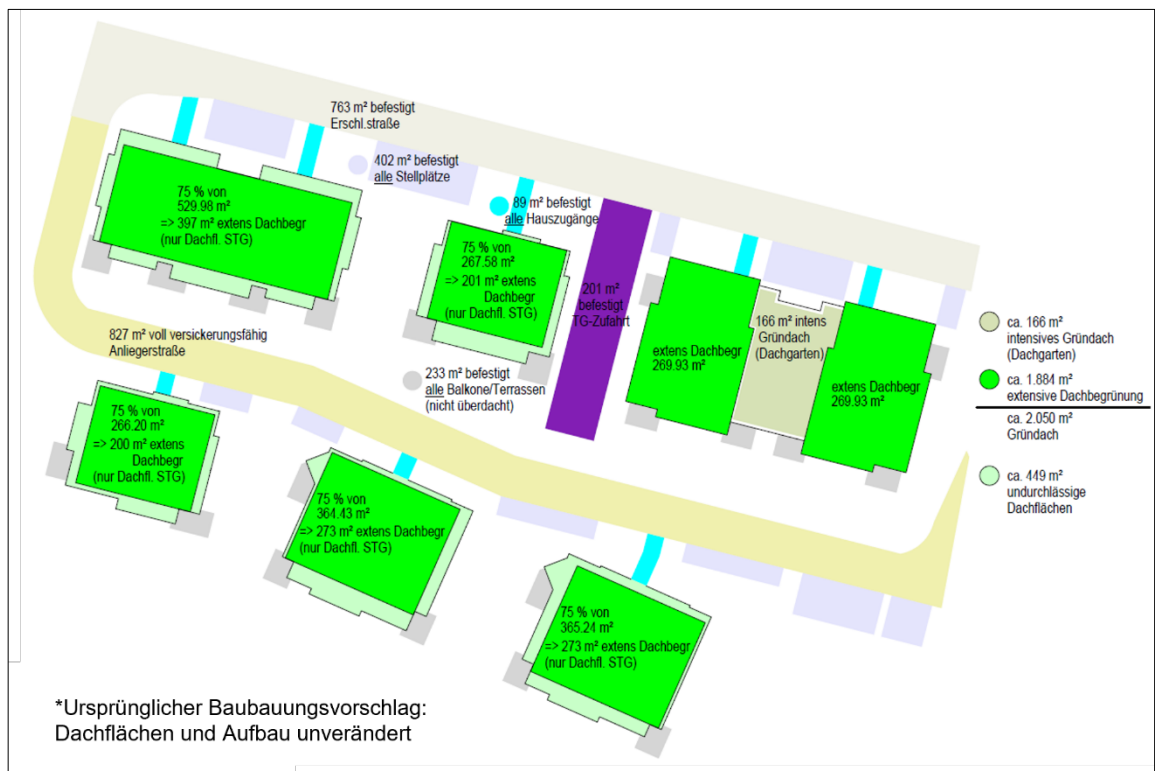 763 m² befestigt
Erschl.straße
402 m² befestigt
alle Stellplätze
89 m² befestigt
alle Hauszugänge
75 % von
529.98 m²
=> 397 m² extens Dachbegr
(nur Dachfl. STG)
75 % von
267.58 m²
=> 201 m² extens
Dachbegr
(nur Dachfl. STG)
201 m²
befestigt
TG-Zufahrt
166 m² intens
Gründach
(Dachgarten)
extens Dachbegr
269.93 m²
extens Dachbegr
269.93 m²
827 m² voll versickerungsfähig
Anliegerstraße
233 m² befestigt
alle Balkone/Terrassen
(nicht überdacht)
75 % von
266.20 m²
=> 200 m² extens
Dachbegr
(nur Dachfl. STG)
75 % von
364.43 m²
=> 273 m² extens Dachbegr
(nur Dachfl. STG)
75 % von
365.24 m²
=> 273 m² extens Dachbegr
(nur Dachfl. STG)
ca. 166 m²
intensives Gründach
(Dachgarten)
ca. 1.884 m²
extensive Dachbegrünung
ca. 2.050 m²
Gründach
ca. 449 m²
undurchlässige
Dachflächen
*Ursprünglicher Baubauungsvorschlag:
Dachflächen und Aufbau unverändert